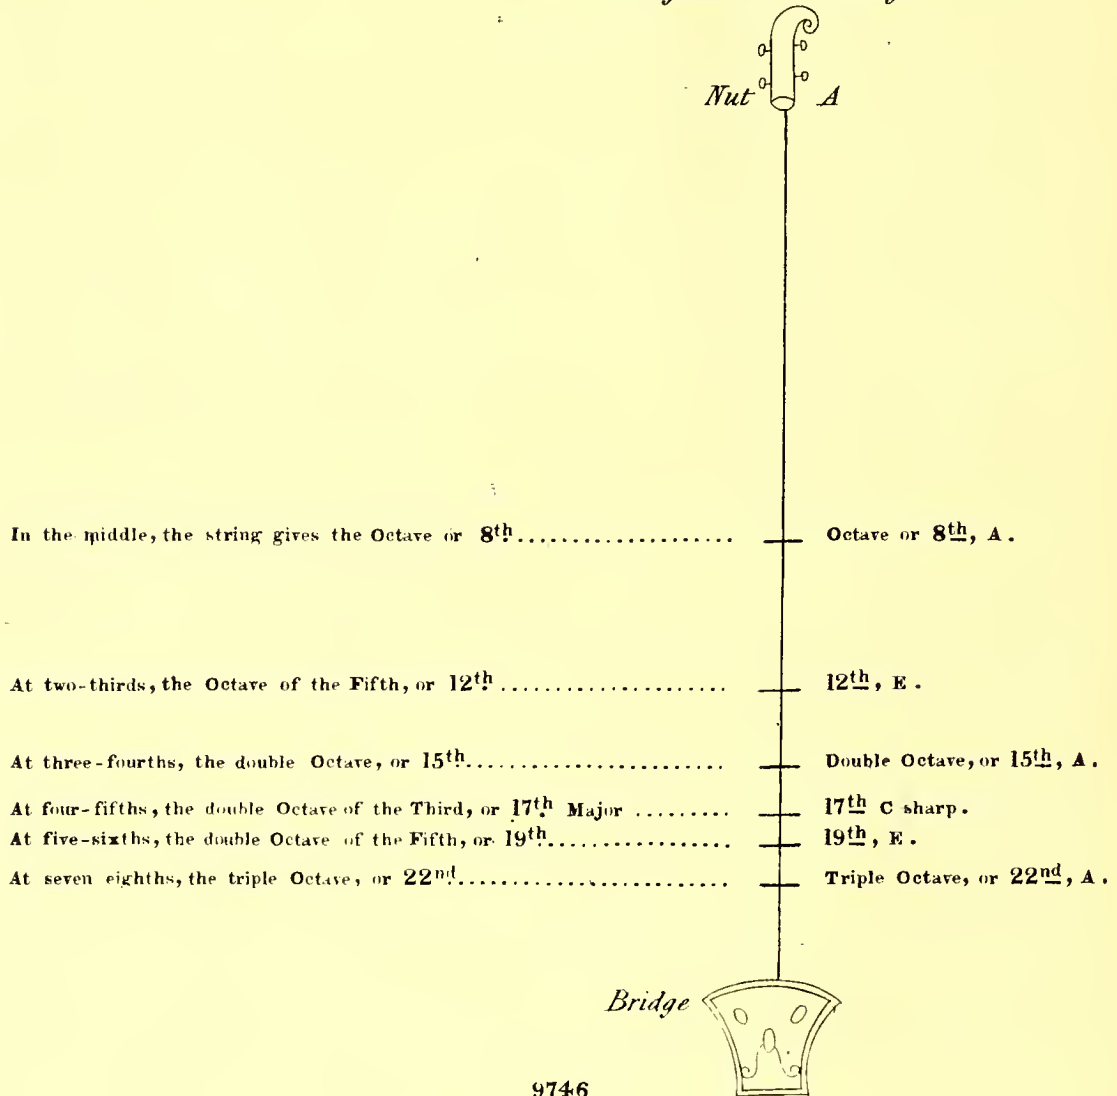 Nut A
In the middle, the string gives the Octave or 8th..................... Octave or 8th, A.
At two-thirds, the Octave of the Fifth, or 12th..................... 12th, E.
At three-fourths, the double Octave, or 15th....................... Double Octave, or 15th, A.
At four-fifths, the double Octave of the Third, or 17th Major ......... 17th C sharp.
At five-sixths, the double Octave of the Fifth, or 19th................. 19th, E.
At seven eighths, the triple Octave, or 22nd......................... Triple Octave, or 22nd, A.
Bridge
9746